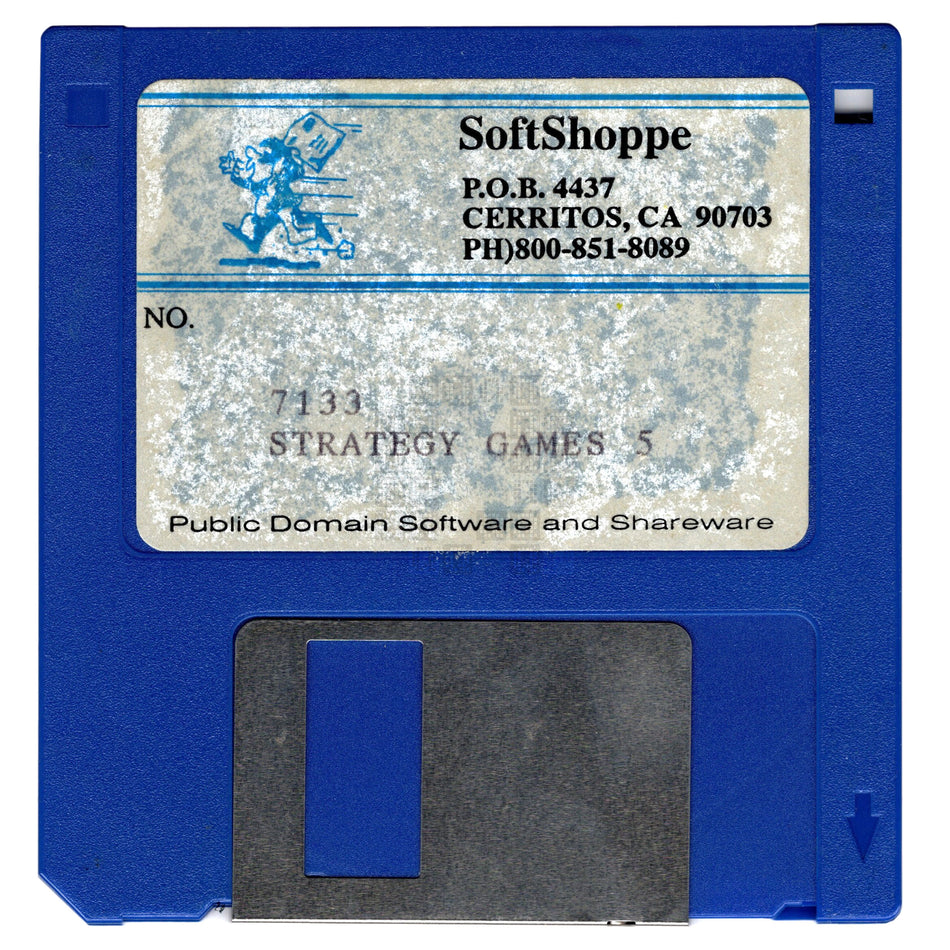 SoftShoppe
P.O.B. 4437
CERRITOS, CA 90703
PH)800-851-8089
NO.
7133
STRATEGY GAMES 5
Public Domain Software and Shareware